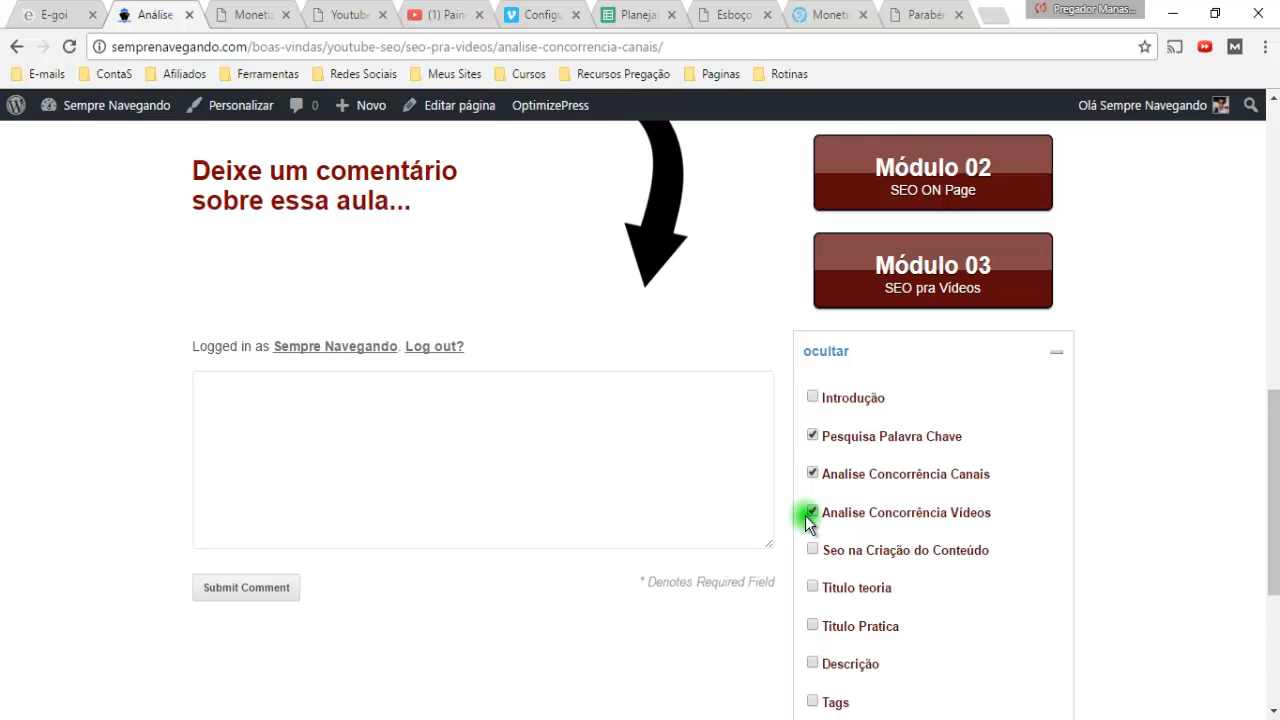 E-goi
Análise
Monetiz
Youtube
(1) Pain
Configu
Planeja
Esboço
Moneti
Parabé
Pregador Manas...
semprenavegando.com/boas-vindas/youtube-seo/seo-pra-videos/analise-concorrencia-canais/
E-mails
ContaS
Afiliados
Ferramentas
Redes Sociais
Meus Sites
Cursos
Recursos Pregação
Paginas
Rotinas
Sempre Navegando
Personalizar
0
Novo
Editar página
OptimizePress
Olá Sempre Navegando
Deixe um comentário
sobre essa aula...
Módulo 02
SEO ON Page
Módulo 03
SEO pra Vídeos
Logged in as Sempre Navegando. Log out?
ocultar
Introdução
Pesquisa Palavra Chave
Analise Concorrência Canais
Analise Concorrência Vídeos
Seo na Criação do Conteúdo
Titulo teoria
Titulo Pratica
Descrição
Tags
* Denotes Required Field
Submit Comment